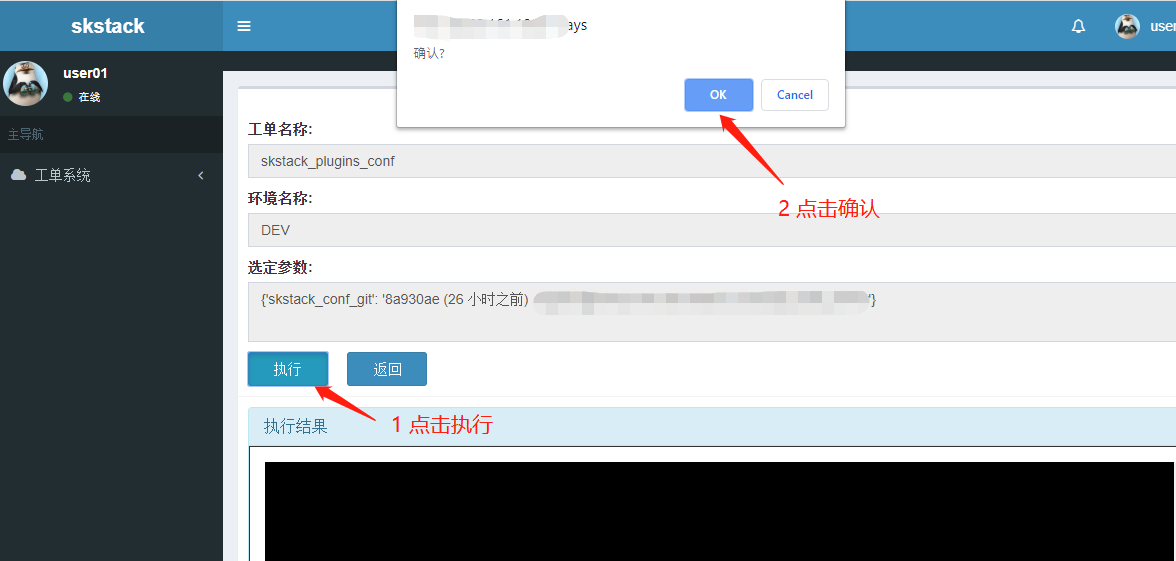 skstack
ays
确认?
OK
Cancel
user
user01
在线
主导航
工单系统
工单名称:
skstack_plugins_conf
环境名称:
DEV
选定参数:
{'skstack_conf_git': '8a930ae (26 小时之前) '}
2 点击确认
执行
返回
1 点击执行
执行结果